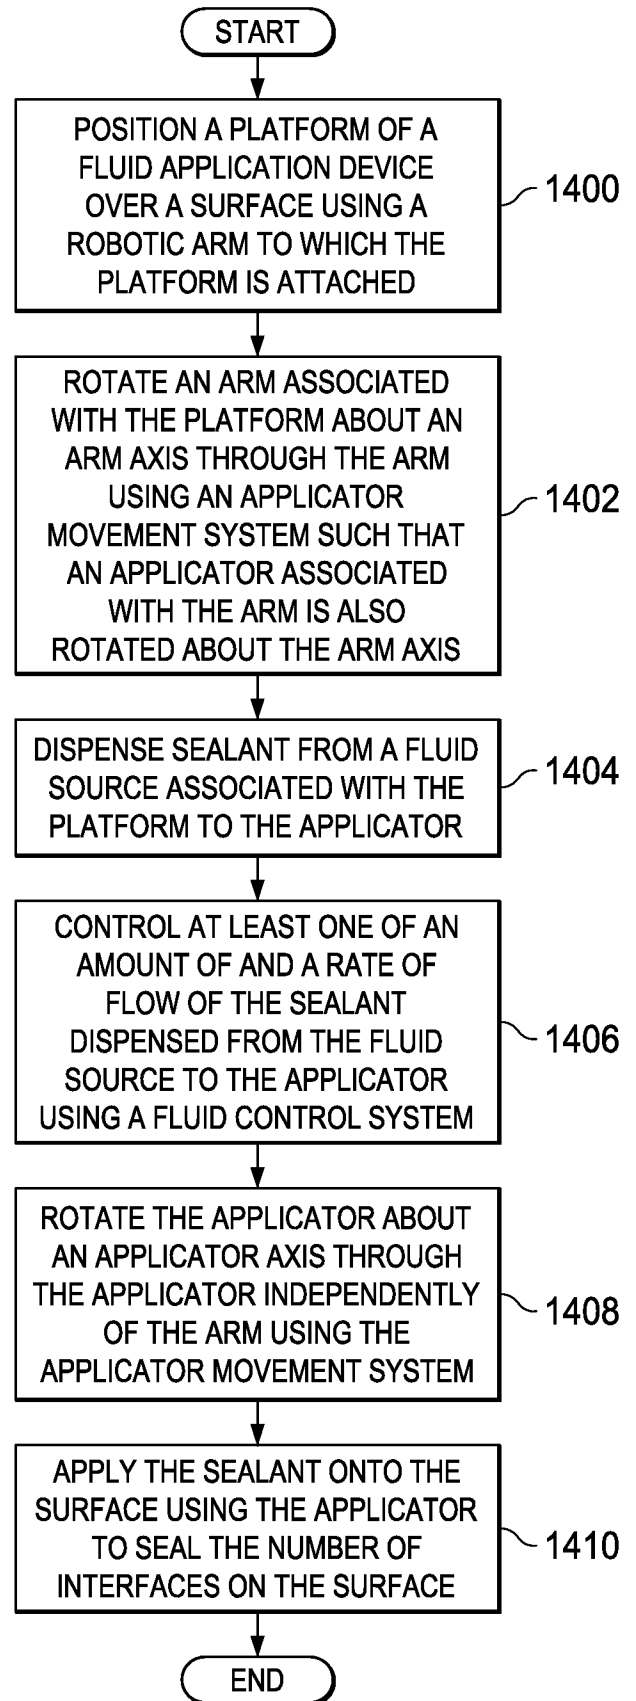 START
POSITION A PLATFORM OF A
FLUID APPLICATION DEVICE
OVER A SURFACE USING A
ROBOTIC ARM TO WHICH THE
PLATFORM IS ATTACHED
1400
ROTATE AN ARM ASSOCIATED
WITH THE PLATFORM ABOUT AN
ARM AXIS THROUGH THE ARM
USING AN APPLICATOR
MOVEMENT SYSTEM SUCH THAT
AN APPLICATOR ASSOCIATED
WITH THE ARM IS ALSO
ROTATED ABOUT THE ARM AXIS
1402
DISPENSE SEALANT FROM A FLUID
SOURCE ASSOCIATED WITH THE
PLATFORM TO THE APPLICATOR
1404
CONTROL AT LEAST ONE OF AN
AMOUNT OF AND A RATE OF
FLOW OF THE SEALANT
DISPENSED FROM THE FLUID
SOURCE TO THE APPLICATOR
USING A FLUID CONTROL SYSTEM
1406
ROTATE THE APPLICATOR ABOUT
AN APPLICATOR AXIS THROUGH
THE APPLICATOR INDEPENDENTLY
OF THE ARM USING THE
APPLICATOR MOVEMENT SYSTEM
1408
APPLY THE SEALANT ONTO THE
SURFACE USING THE APPLICATOR
TO SEAL THE NUMBER OF
INTERFACES ON THE SURFACE
1410
END